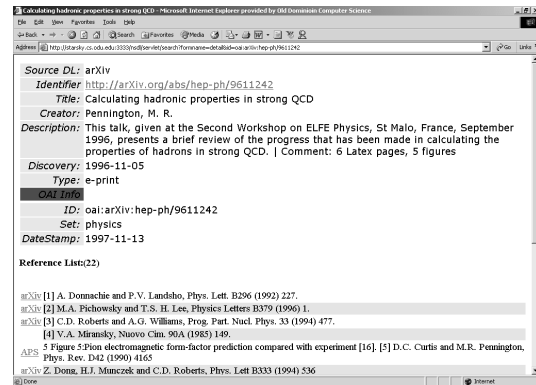 Calculating hadronic properties in strong QCD - Microsoft Internet Explorer provided by Old Dominioin Computer Science
File Edit View Favorites Tools Help
Back Search Favorites Media
Address http://starsky.cs.odu.edu:3333/nsdl/servlet/search?formname=detail&id=oai:arXiv:hep-ph/9611242 Go Links
Source DL: arXiv
Identifier http://arXiv.org/abs/hep-ph/9611242
Title: Calculating hadronic properties in strong QCD
Creator: Pennington, M. R.
Description: This talk, given at the Second Workshop on ELFE Physics, St Malo, France, September
1996, presents a brief review of the progress that has been made in calculating the
properties of hadrons in strong QCD. | Comment: 6 Latex pages, 5 figures
Discovery: 1996-11-05
Type: e-print
OAI Info
ID: oai:arXiv:hep-ph/9611242
Set: physics
DateStamp: 1997-11-13
Reference List:(22)
arXiv [1] A. Donnachie and P.V. Landsho, Phys. Lett. B296 (1992) 227.
arXiv [2] M.A. Pichowsky and T.S. H. Lee, Physics Letters B379 (1996) 1.
arXiv [3] C.D. Roberts and A.G. Williams, Prog. Part. Nucl. Phys. 33 (1994) 477.
[4] V.A. Miransky, Nuovo Cim. 90A (1985) 149.
APS 5 Figure 5:Pion electromagnetic form-factor prediction compared with experiment [16]. [5] D.C. Curtis and M.R. Pennington,
Phys. Rev. D42 (1990) 4165
arXiv Z. Dong, H.J. Munczek and C.D. Roberts, Phys. Lett B333 (1994) 536
Done Internet